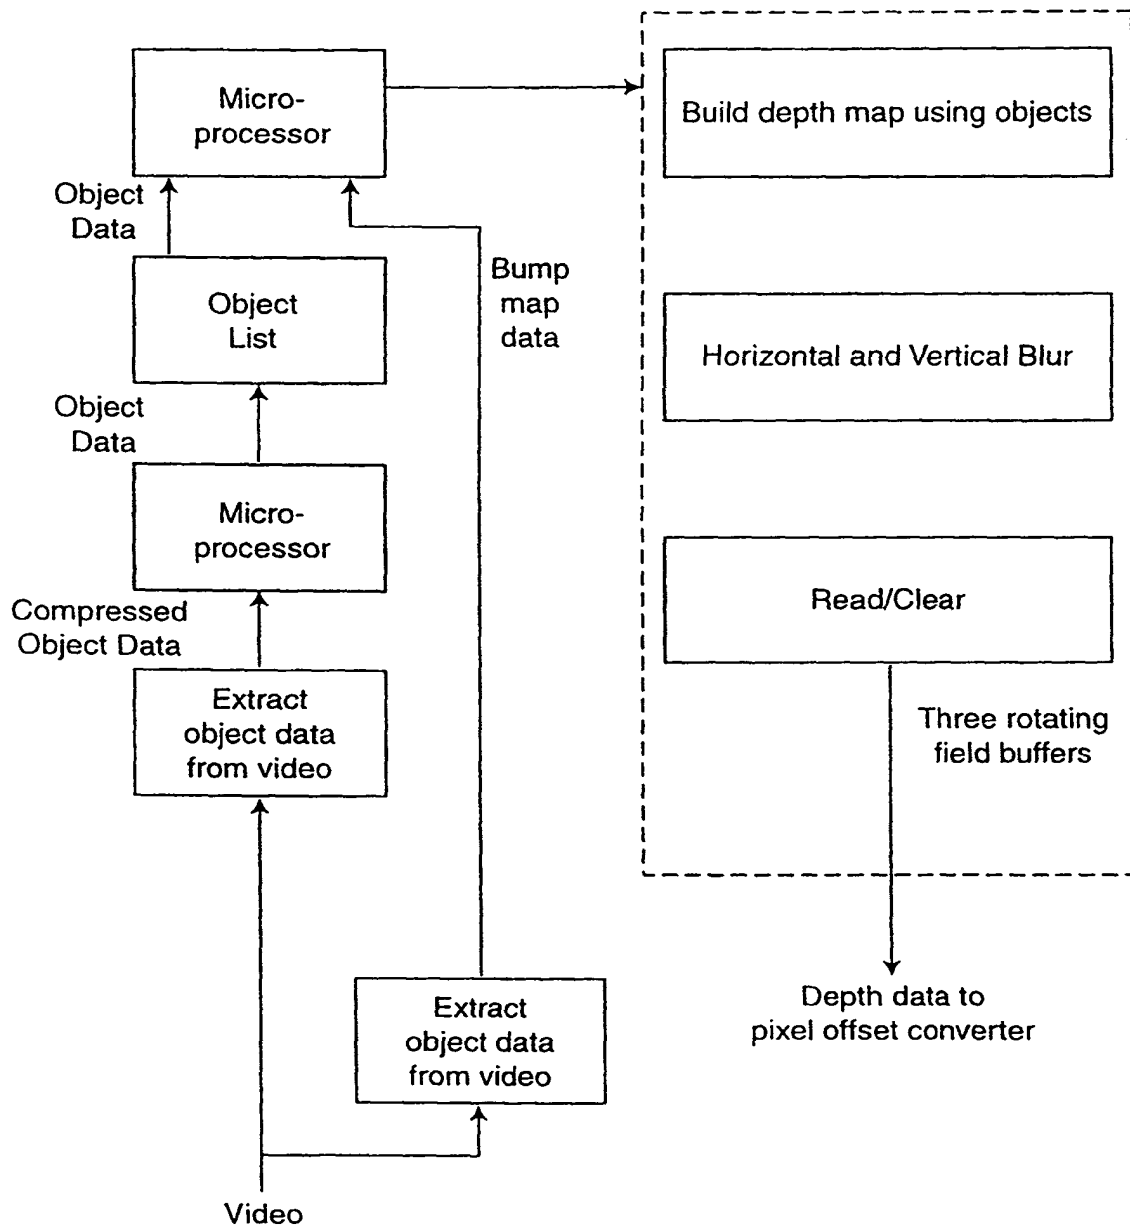 Micro-
processor
Build depth map using objects
Object
Data
Object
List
Bump
map
data
Horizontal and Vertical Blur
Object
Data
Micro-
processor
Read/Clear
Compressed
Object Data
Extract
object data
from video
Three rotating
field buffers
Extract
object data
from video
Depth data to
pixel offset converter
Video